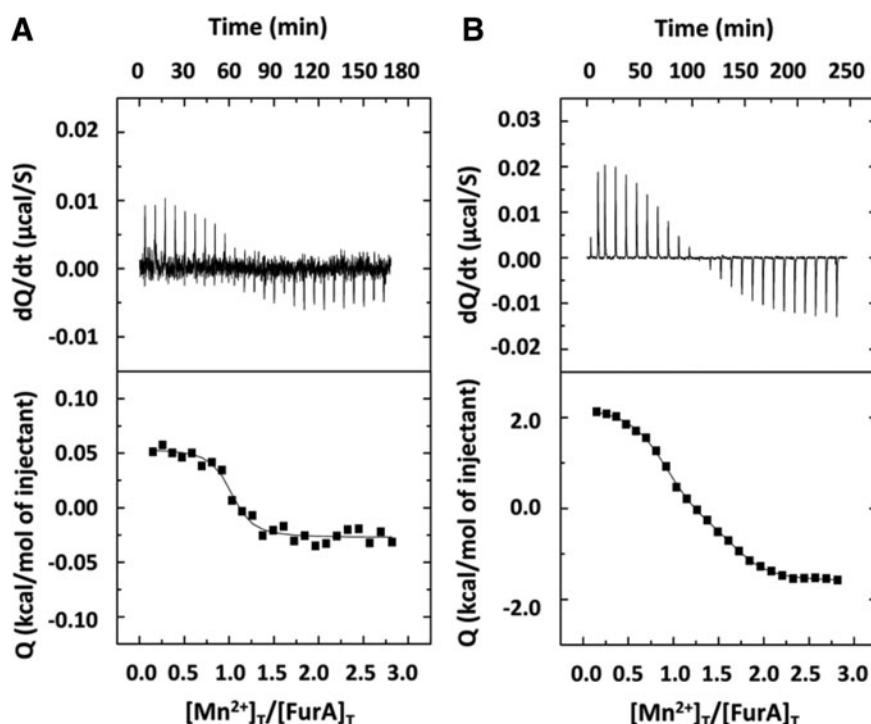 A
Time (min)
0 30 60 90 120 150 180
0.02
0.01
0.00
-0.01
dQ/dt (µcal/S)
0.10
0.05
0.00
-0.05
-0.10
Q (kcal/mol of injectant)
0.0 0.5 1.0 1.5 2.0 2.5 3.0
[Mn²⁺]T/[FurA]T
B
Time (min)
0 50 100 150 200 250
0.03
0.02
0.01
0.00
-0.01
-0.02
dQ/dt (µcal/S)
2.0
0.0
-2.0
Q (kcal/mol of injectant)
0.0 0.5 1.0 1.5 2.0 2.5 3.0
[Mn²⁺]T/[FurA]T